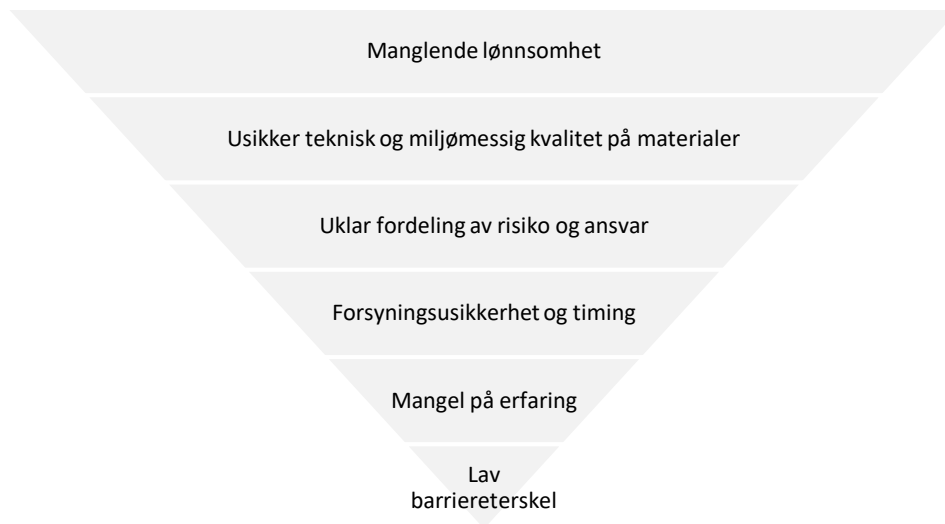 Manglende lønnsomhet
Usikker teknisk og miljømessig kvalitet på materialer
Uklar fordeling av risiko og ansvar
Forsyningsusikkerhet og timing
Mangel på erfaring
Lav
barriereterskel